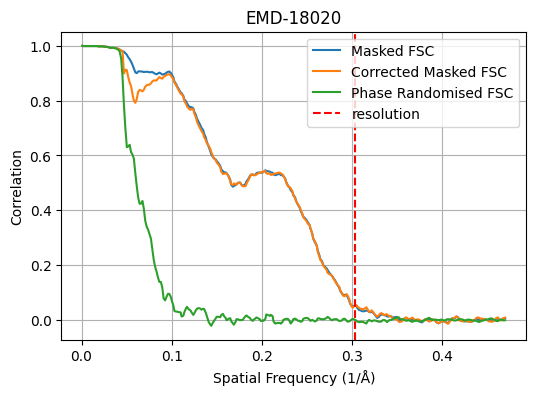 EMD-18020
Masked FSC
Corrected Masked FSC
Phase Randomised FSC
resolution
Correlation
1.0
0.8
0.6
0.4
0.2
0.0
0.0 0.1 0.2 0.3 0.4
Spatial Frequency (1/Å)